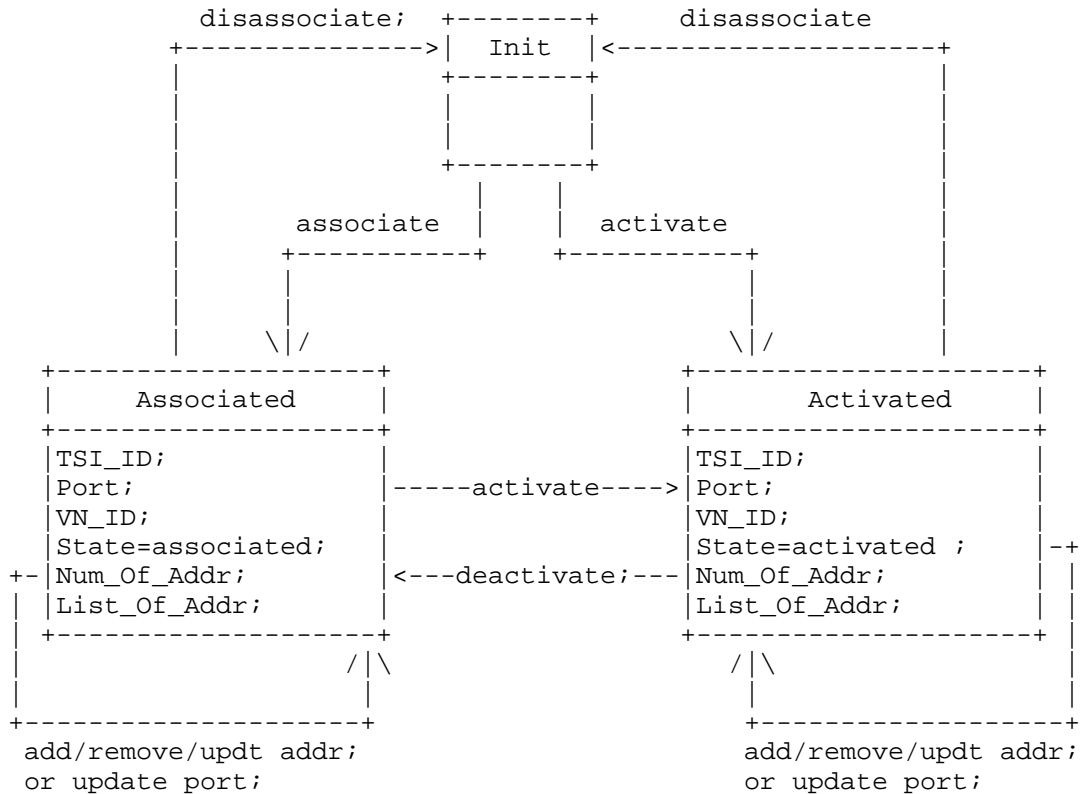 disassociate; disassociate
Init
associate activate
Associated Activated
TSI_ID; TSI_ID;
Port; -----activate----> Port;
VN_ID; VN_ID;
State=associated; State=activated ;
Num_Of_Addr; <---deactivate;--- Num_Of_Addr;
List_Of_Addr; List_Of_Addr;
add/remove/updt addr; add/remove/updt addr;
or update port; or update port;